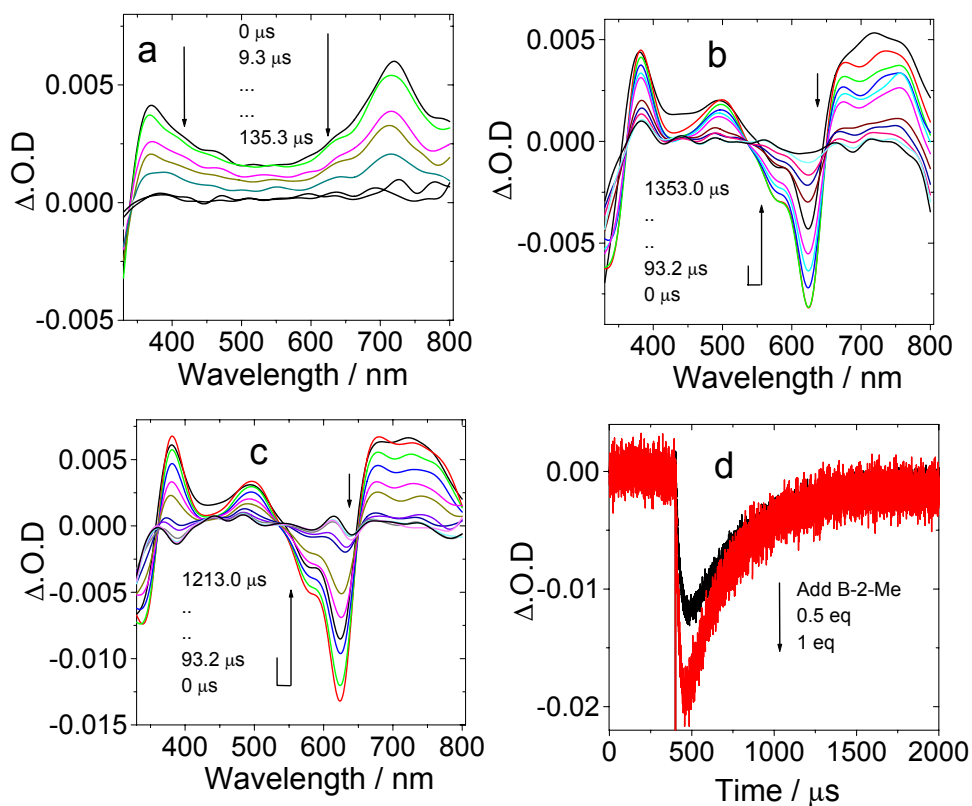 a
0 μs
9.3 μs
...
...
135.3 μs
Δ.O.D
0.005
0.000
-0.005
400 500 600 700 800
Wavelength / nm
b
1353.0 μs
..
..
93.2 μs
0 μs
Δ.O.D
0.005
0.000
-0.005
400 500 600 700 800
Wavelength / nm
c
1213.0 μs
..
..
93.2 μs
0 μs
Δ.O.D
0.005
0.000
-0.005
-0.010
-0.015
400 500 600 700 800
Wavelength / nm
d
Add B-2-Me
0.5 eq
1 eq
Δ.O.D
0.00
-0.01
-0.02
0 500 1000 1500 2000
Time / μs